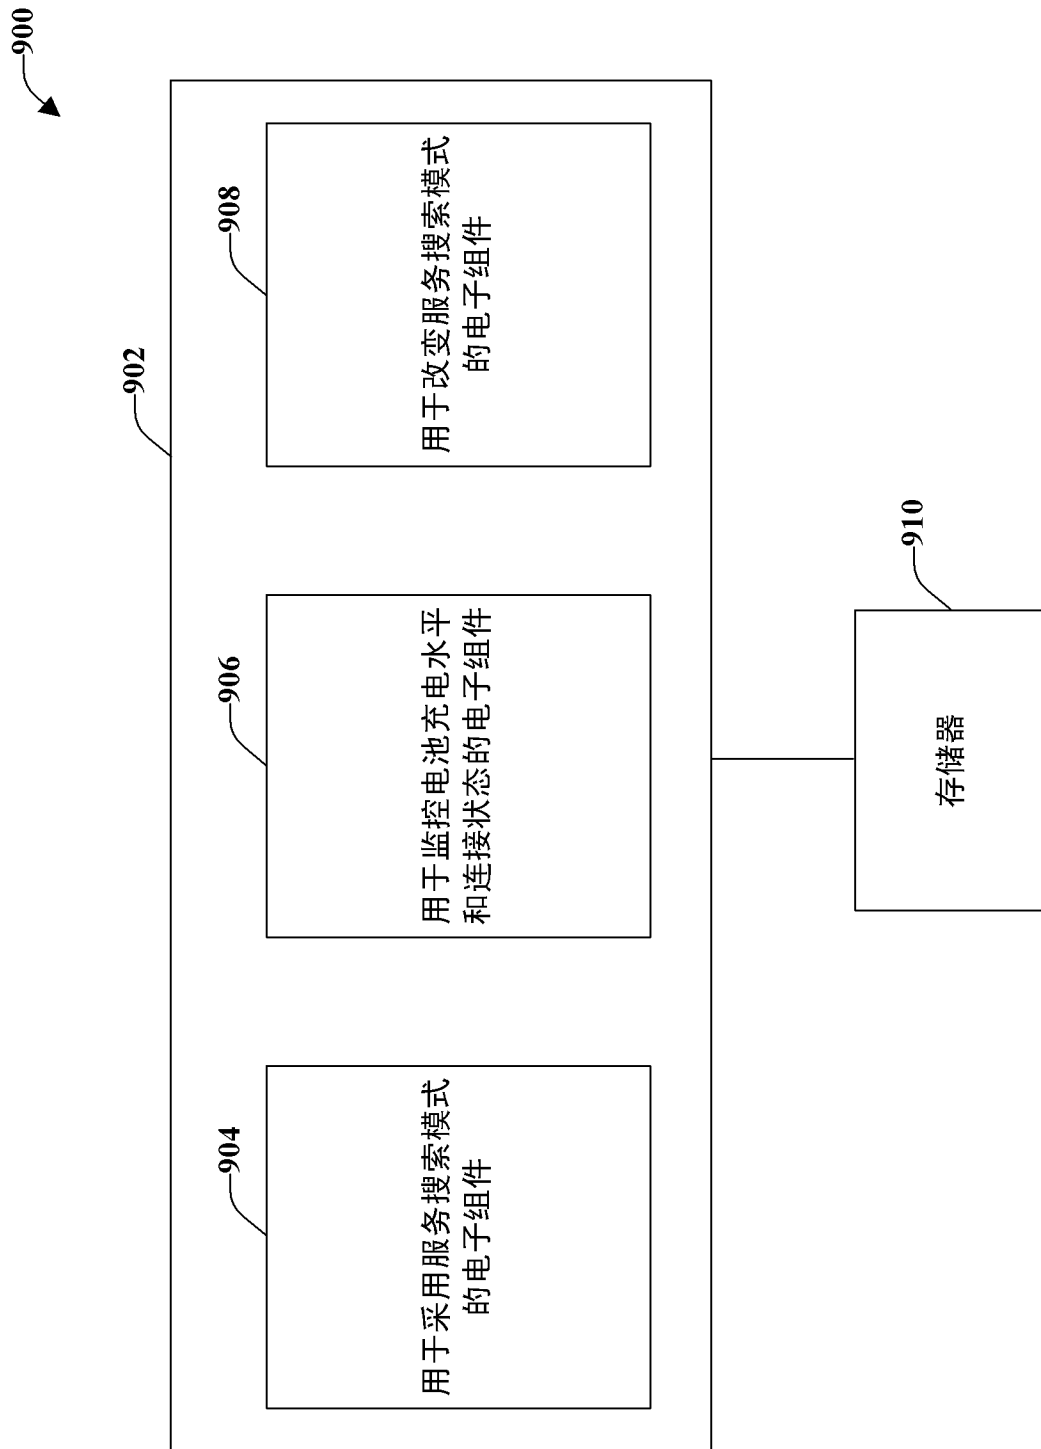 900
902
904
用于采用服务搜索模式
的电子组件
906
用于监控电池充电水平
和连接状态的电子组件
908
用于改变服务搜索模式
的电子组件
910
存储器